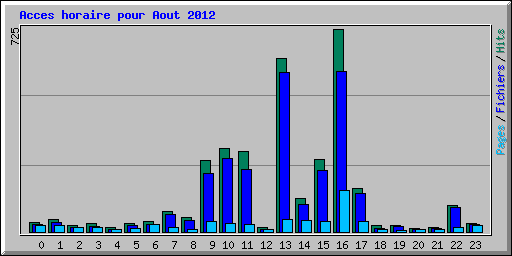 Acces horaire pour Aout 2012
725
Pages / Fichiers / Hits
0 1 2 3 4 5 6 7 8 9 10 11 12 13 14 15 16 17 18 19 20 21 22 23